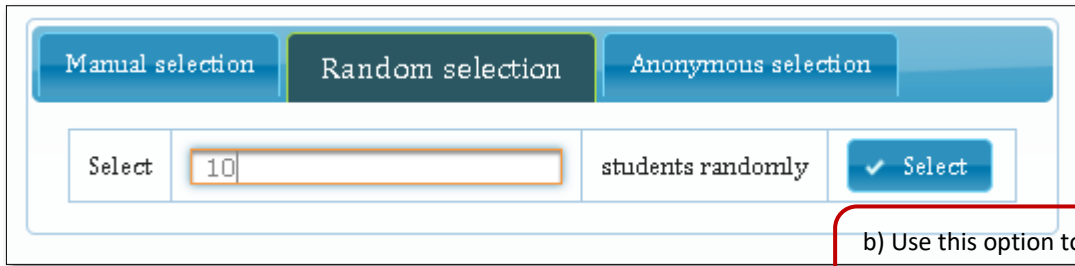 Manual selection Random selection Anonymous selection
Select 10 students randomly Select
b) Use this option to